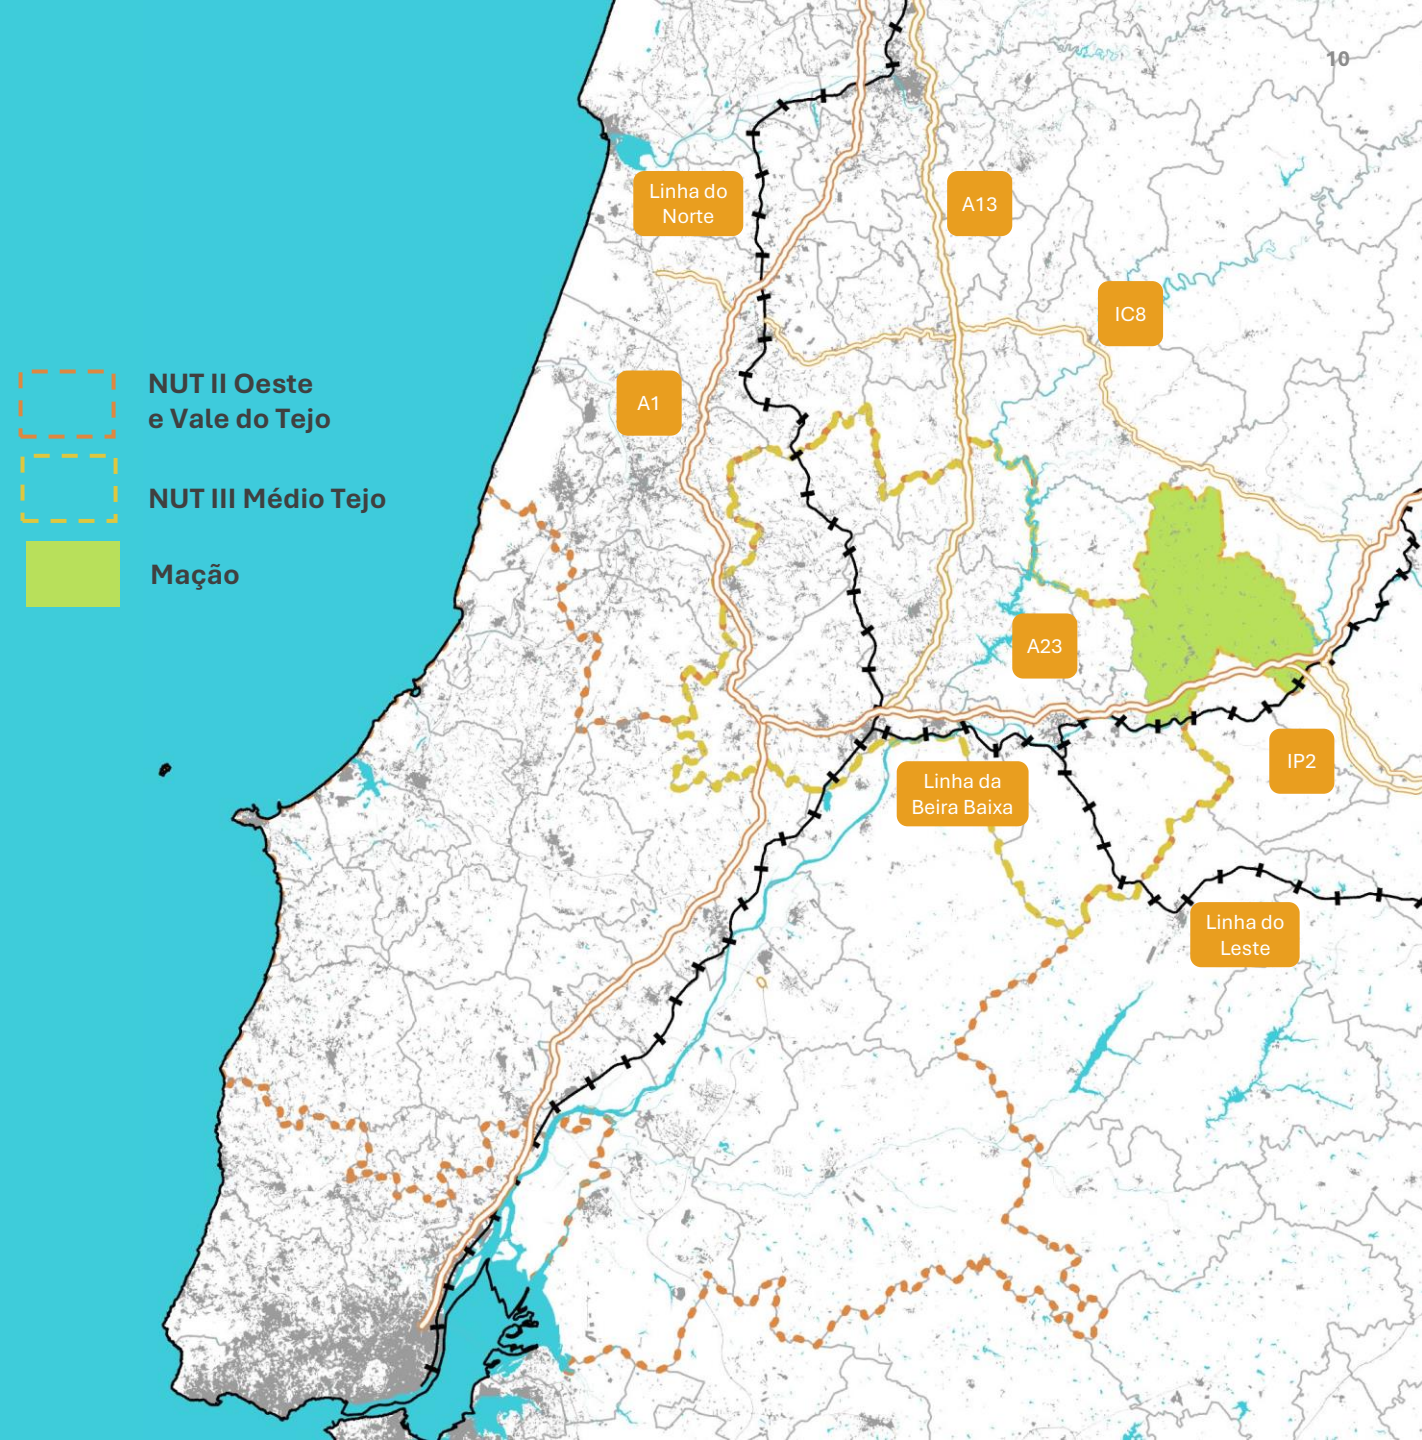 10
Linha do
Norte
A13
IC8
NUT II Oeste
e Vale do Tejo
A1
NUT III Médio Tejo
Mação
A23
IP2
Linha da
Beira Baixa
Linha do
Leste